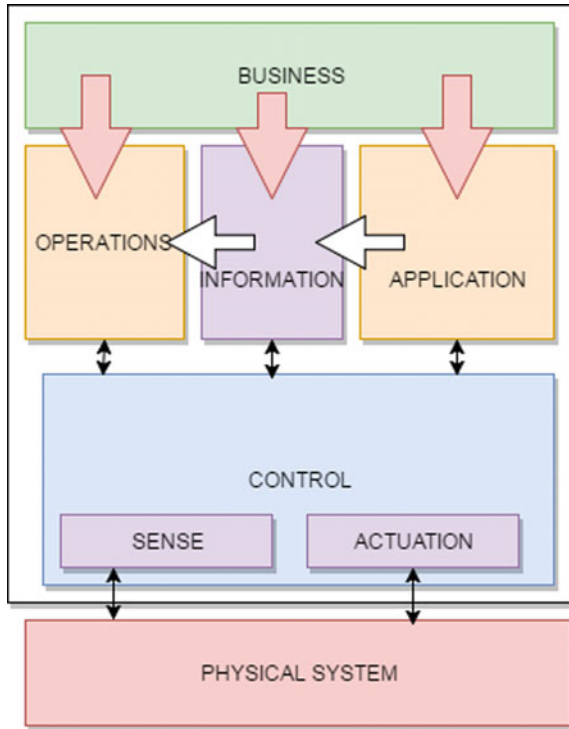 BUSINESS
OPERATIONS
INFORMATION
APPLICATION
CONTROL
SENSE
ACTUATION
PHYSICAL SYSTEM